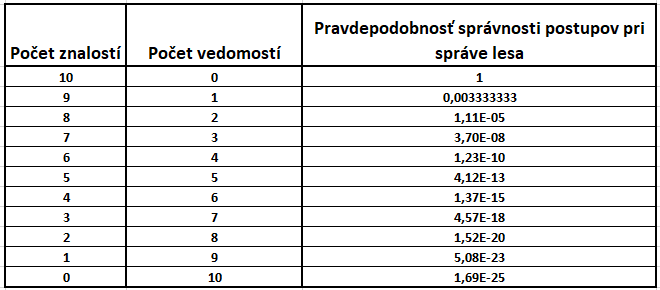 Počet znalostí Počet vedomostí Pravdepodobnosť správnosti postupov pri správe lesa
10 0 1
9 1 0,003333333
8 2 1,11E-05
7 3 3,70E-08
6 4 1,23E-10
5 5 4,12E-13
4 6 1,37E-15
3 7 4,57E-18
2 8 1,52E-20
1 9 5,08E-23
0 10 1,69E-25